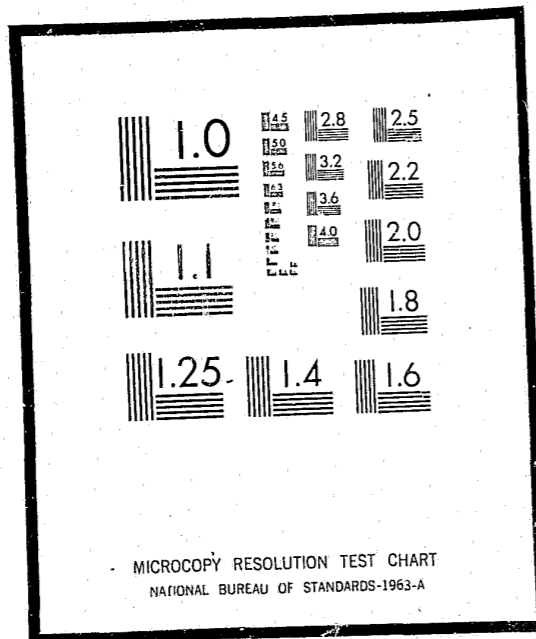 1.0
4.5 2.8 2.5
5.0
5.6 3.2 2.2
6.3
3.6
4.0 2.0
1.1
1.8
1.25 1.4 1.6
MICROCOPY RESOLUTION TEST CHART
NATIONAL BUREAU OF STANDARDS-1963-A